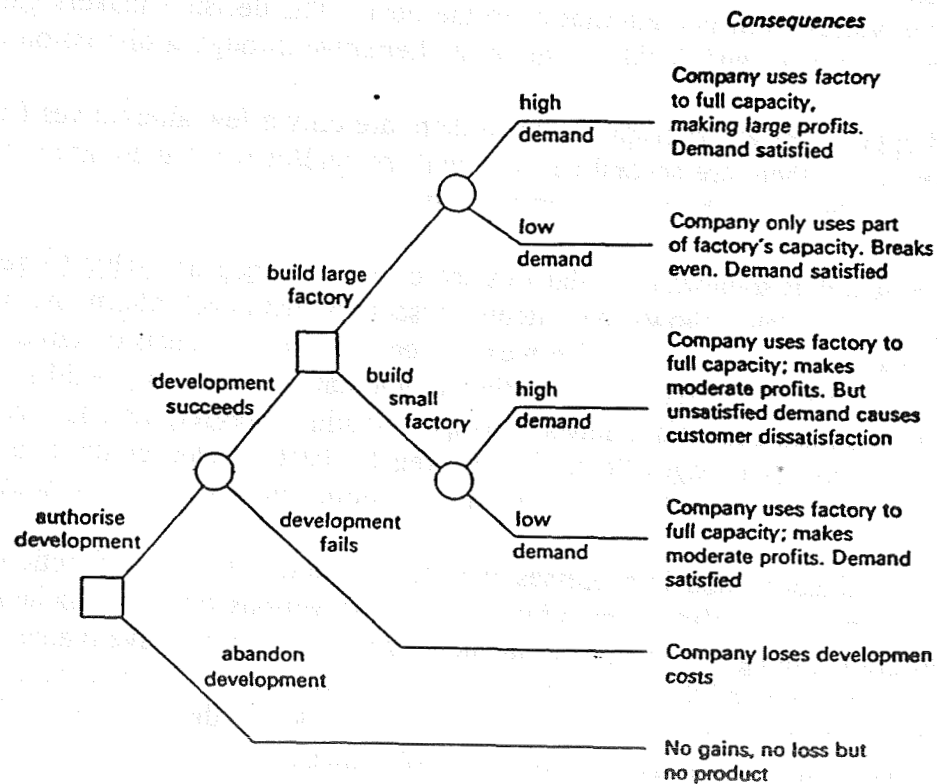 Consequences
high
demand
Company uses factory
to full capacity,
making large profits.
Demand satisfied
low
demand
Company only uses part
of factory's capacity. Breaks
even. Demand satisfied
build large
factory
development
succeeds
build
small
factory
high
demand
Company uses factory to
full capacity; makes
moderate profits. But
unsatisfied demand causes
customer dissatisfaction
low
demand
Company uses factory to
full capacity; makes
moderate profits. Demand
satisfied
authorise
development
development
fails
Company loses developmen
costs
abandon
development
No gains, no loss but
no product